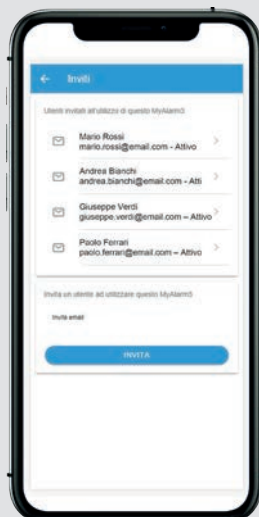 Inviti
Utenti invitati all'utilizzo di questo MyAlarm3
Mario Rossi
mario.rossi@email.com - Attivo
Andrea Bianchi
andrea.bianchi@email.com - Atti
Giuseppe Verdi
giuseppe.verdi@email.com – Attivo
Paolo Ferrari
paolo.ferrari@email.com – Attivo
Invita un utente ad utilizzare questo MyAlarm3
Invita email
INVITA